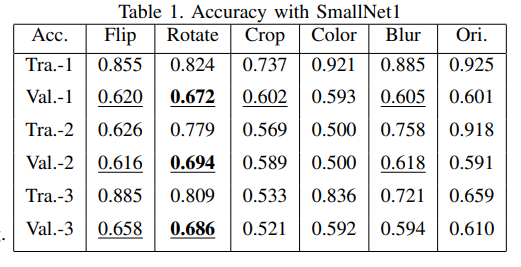 Table 1. Accuracy with SmallNet1
Acc. Flip Rotate Crop Color Blur Ori.
Tra.-1 0.855 0.824 0.737 0.921 0.885 0.925
Val.-1 0.620 0.672 0.602 0.593 0.605 0.601
Tra.-2 0.626 0.779 0.569 0.500 0.758 0.918
Val.-2 0.616 0.694 0.589 0.500 0.618 0.591
Tra.-3 0.885 0.809 0.533 0.836 0.721 0.659
Val.-3 0.658 0.686 0.521 0.592 0.594 0.610